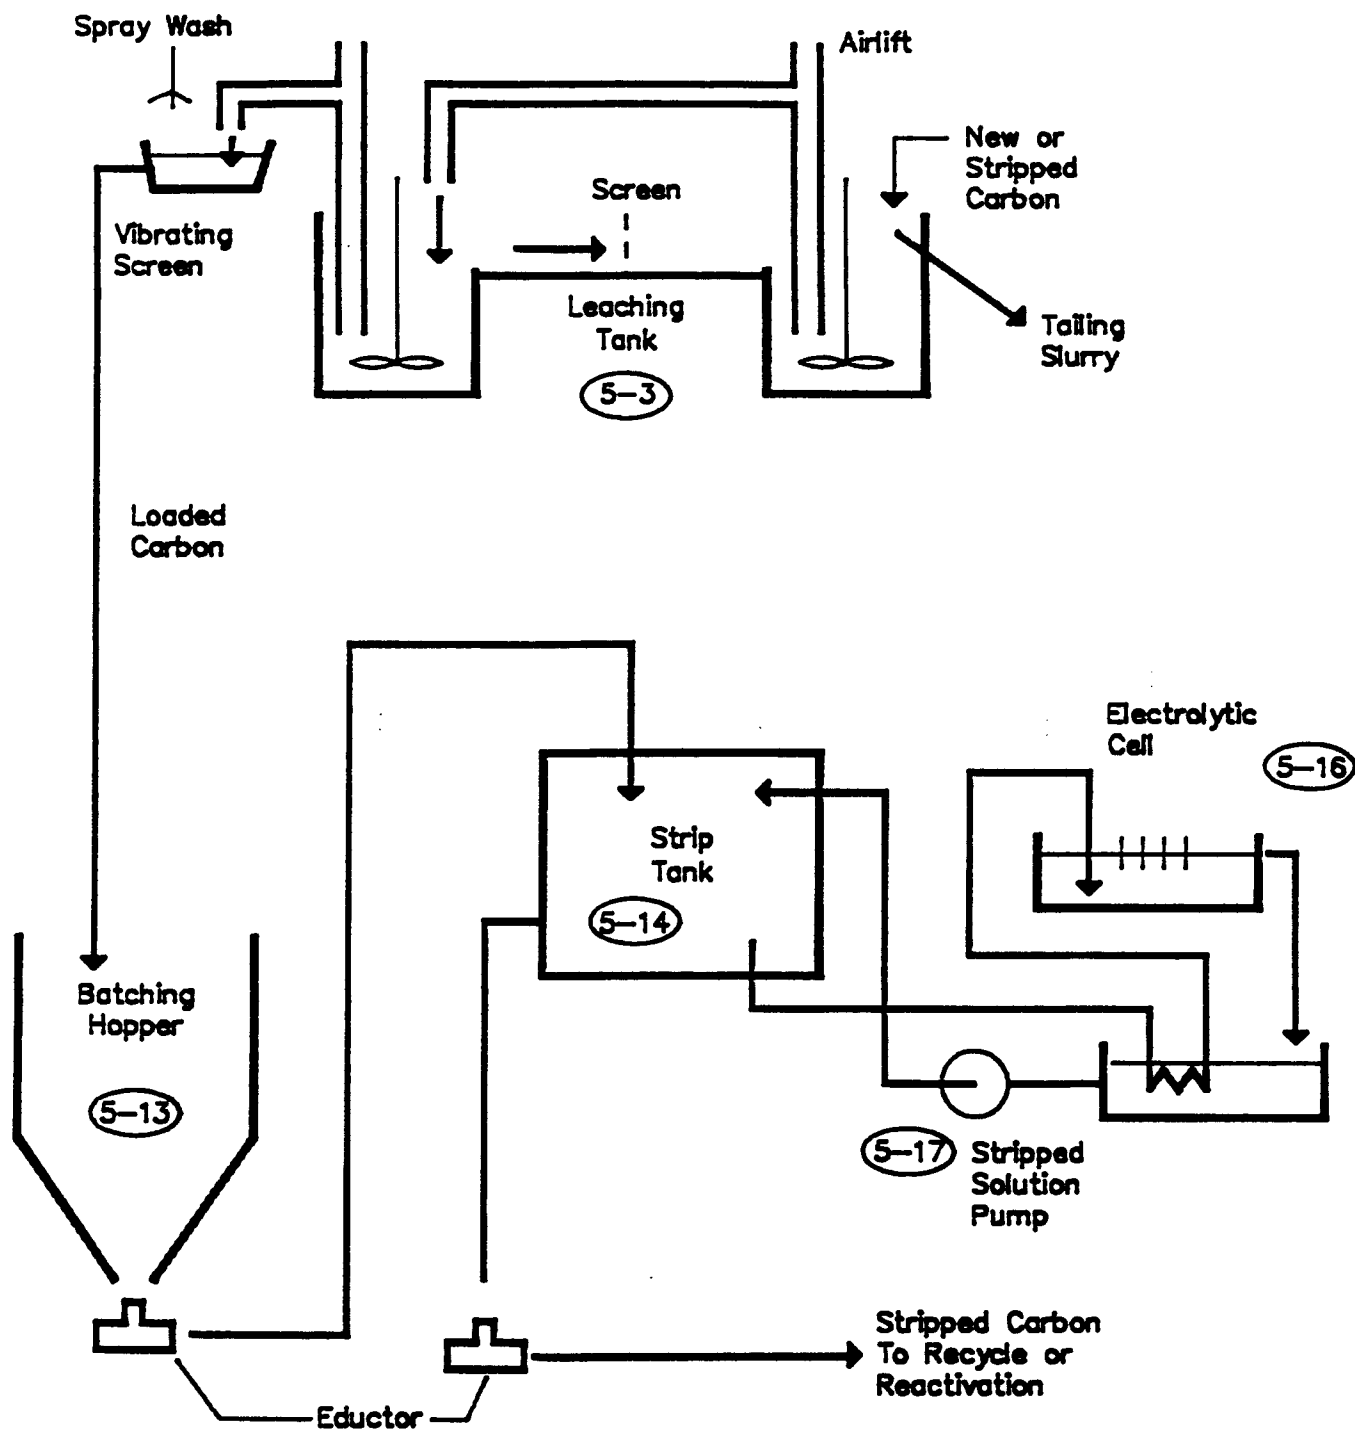 Spray Wash
Airlift
New or
Stripped
Carbon
Screen
Vibrating
Screen
Leaching
Tank
5-3
Tailing
Slurry
Loaded
Carbon
Electrolytic
Cell
5-16
Strip
Tank
5-14
Batching
Hopper
5-13
5-17
Stripped
Solution
Pump
Stripped Carbon
To Recycle or
Reactivation
Eductor